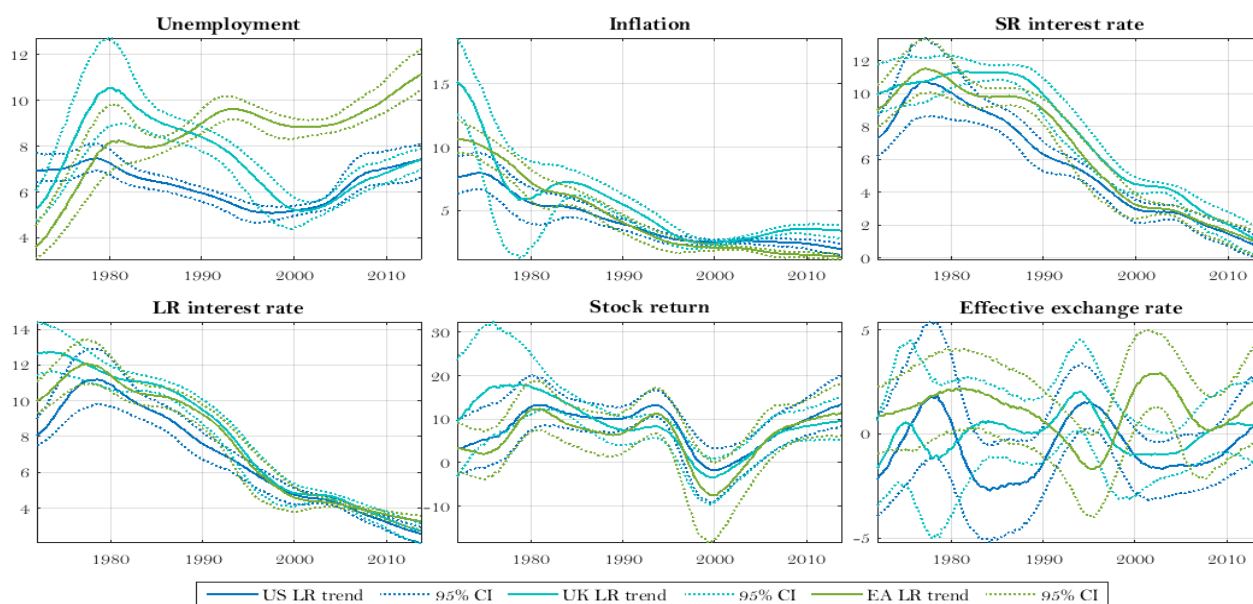 Unemployment
Inflation
SR interest rate
12
10
8
6
4
1980 1990 2000 2010
15
10
5
1980 1990 2000 2010
12
10
8
6
4
2
0
1980 1990 2000 2010
LR interest rate
Stock return
Effective exchange rate
14
12
10
8
6
4
1980 1990 2000 2010
30
20
10
0
-10
1980 1990 2000 2010
5
0
-5
1980 1990 2000 2010
US LR trend 95% CI UK LR trend 95% CI EA LR trend 95% CI